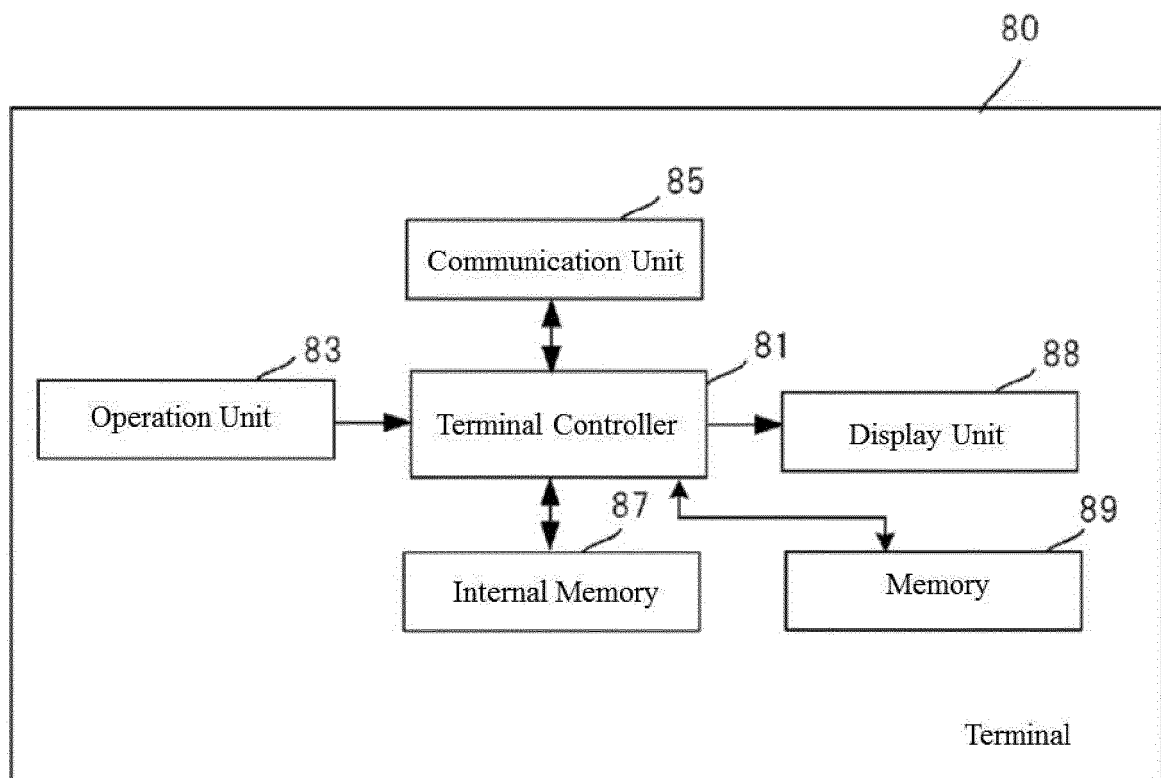 80
85
Communication Unit
83
Operation Unit
81
Terminal Controller
88
Display Unit
87
Internal Memory
89
Memory
Terminal